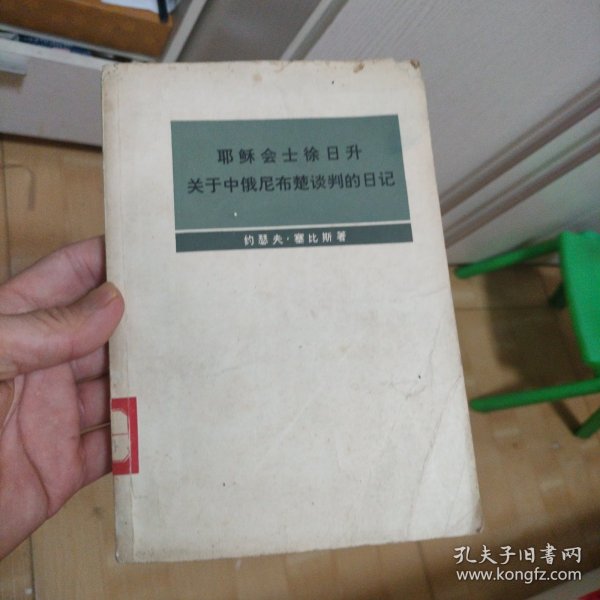 耶稣会士徐日升
关于中俄尼布楚谈判的日记
约瑟夫·塞比斯著
孔夫子旧書网
www.kongfz.com